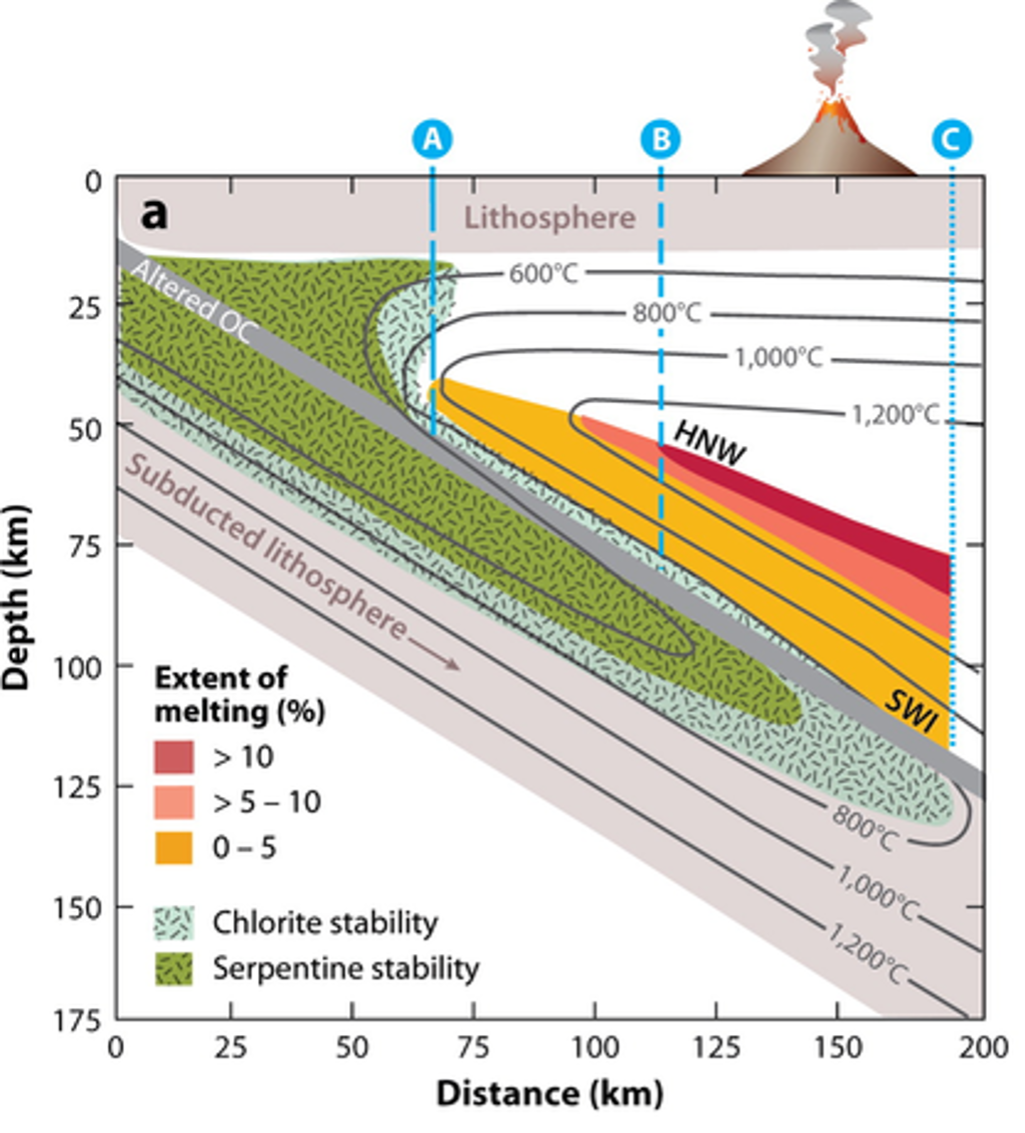 A
B
C
0
a
Lithosphere
600°C
Altered OC
25
800°C
1,000°C
1,200°C
50
HNW
Subducted lithosphere
75
Depth (km)
100
SWI
Extent of
melting (%)
> 10
> 5 – 10
0 – 5
125
800°C
1,000°C
150
1,200°C
Chlorite stability
Serpentine stability
175
0
25
50
75
100
125
150
200
Distance (km)